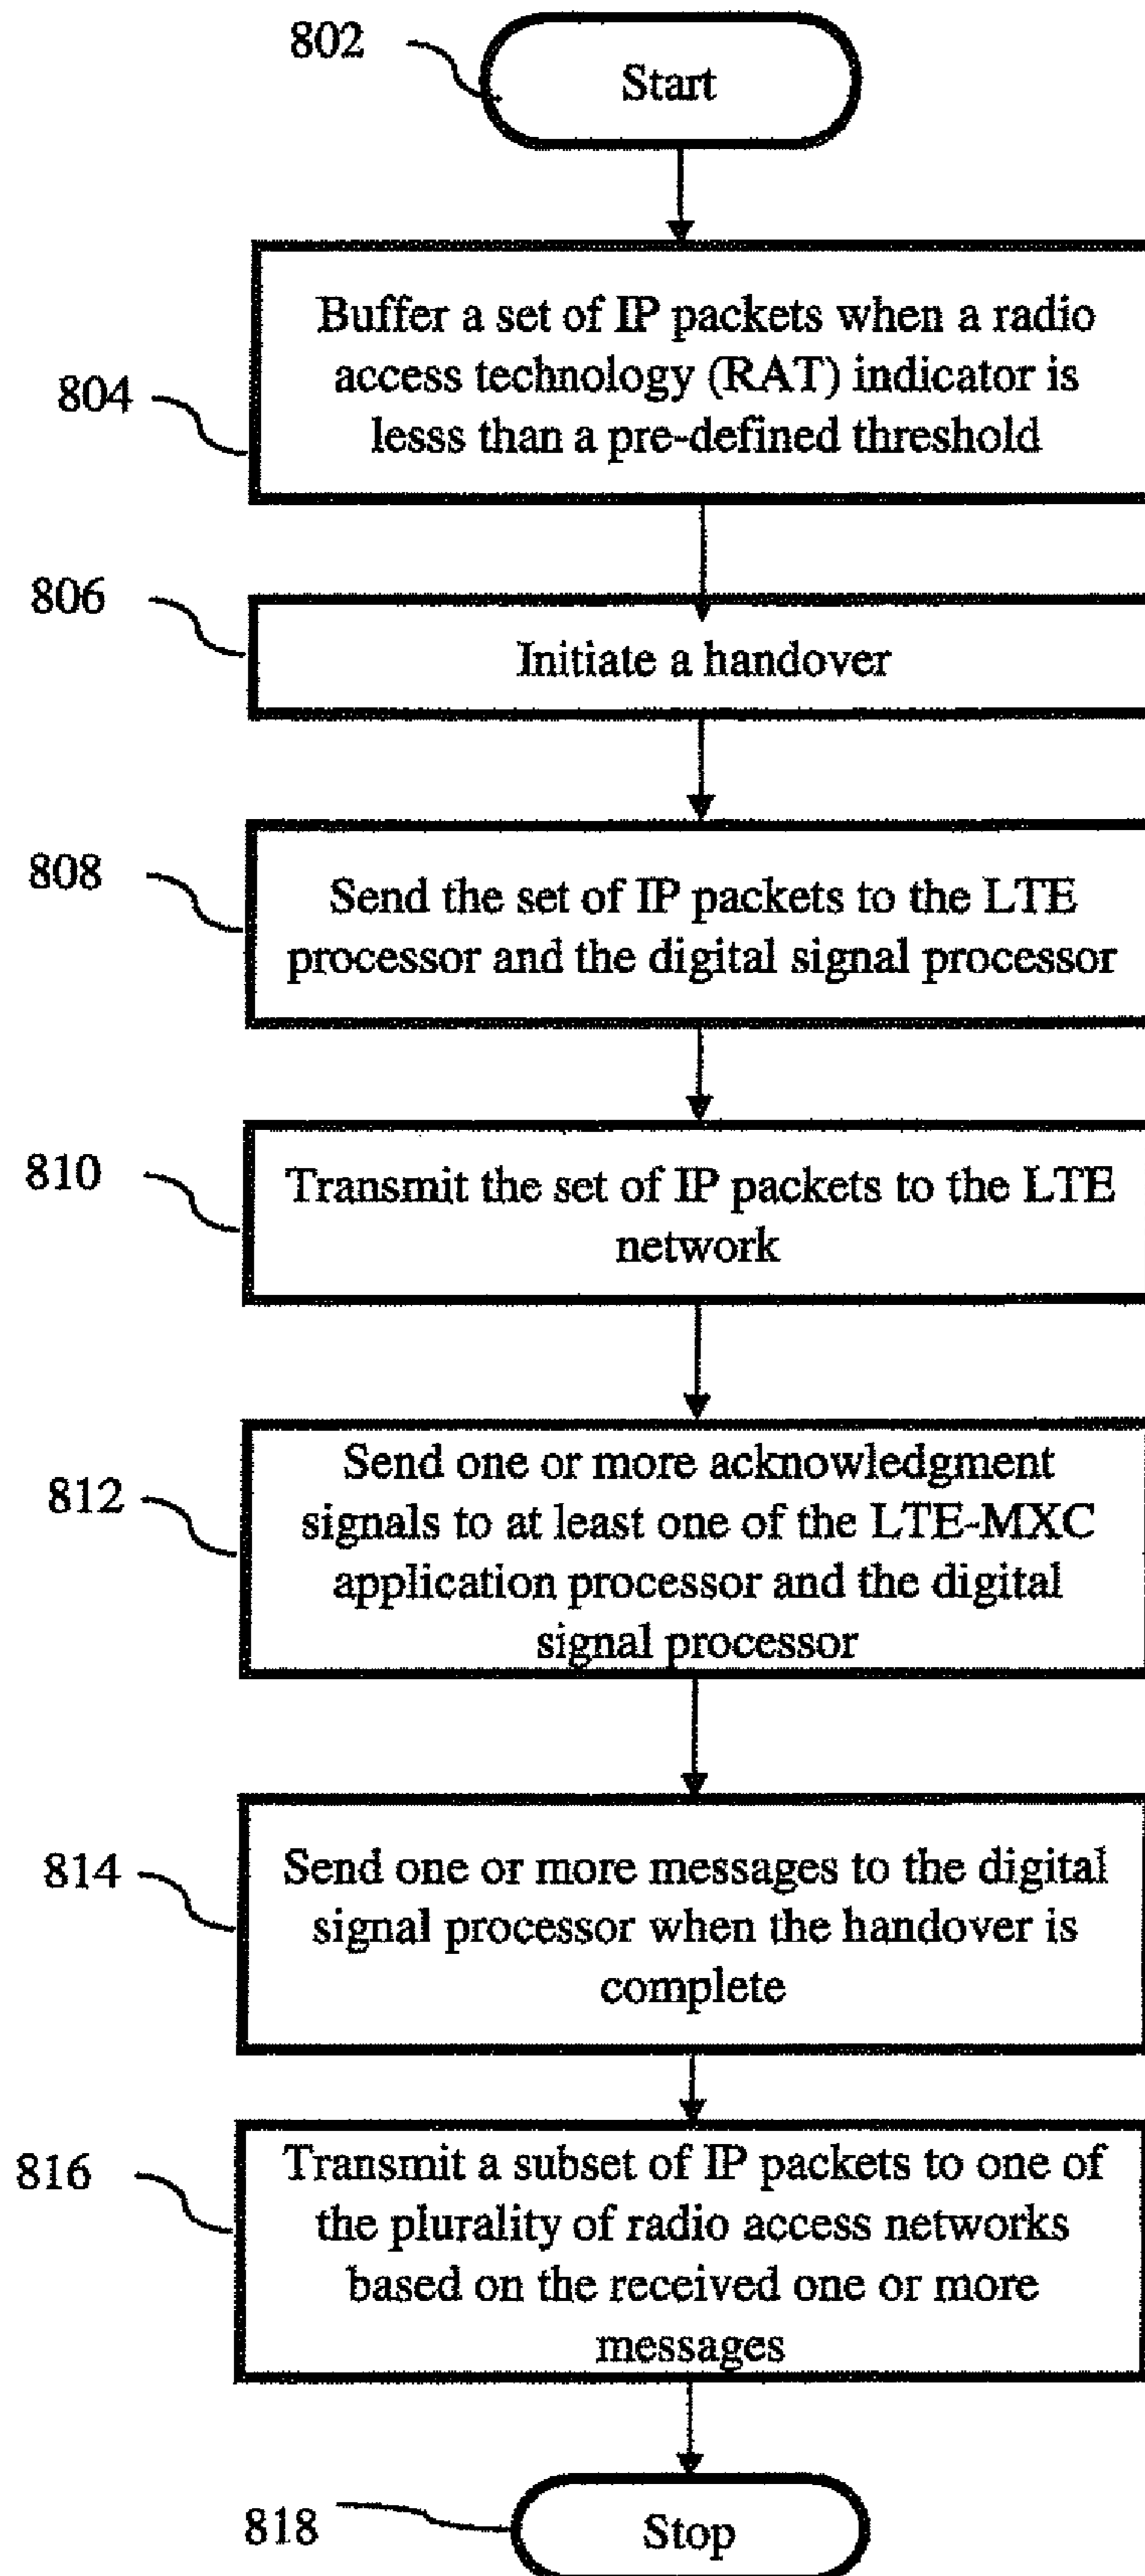 802
Start
804
Buffer a set of IP packets when a radio
access technology (RAT) indicator is
lesss than a pre-defined threshold
806
Initiate a handover
808
Send the set of IP packets to the LTE
processor and the digital signal processor
810
Transmit the set of IP packets to the LTE
network
812
Send one or more acknowledgment
signals to at least one of the LTE-MXC
application processor and the digital
signal processor
814
Send one or more messages to the digital
signal processor when the handover is
complete
816
Transmit a subset of IP packets to one of
the plurality of radio access networks
based on the received one or more
messages
818
Stop